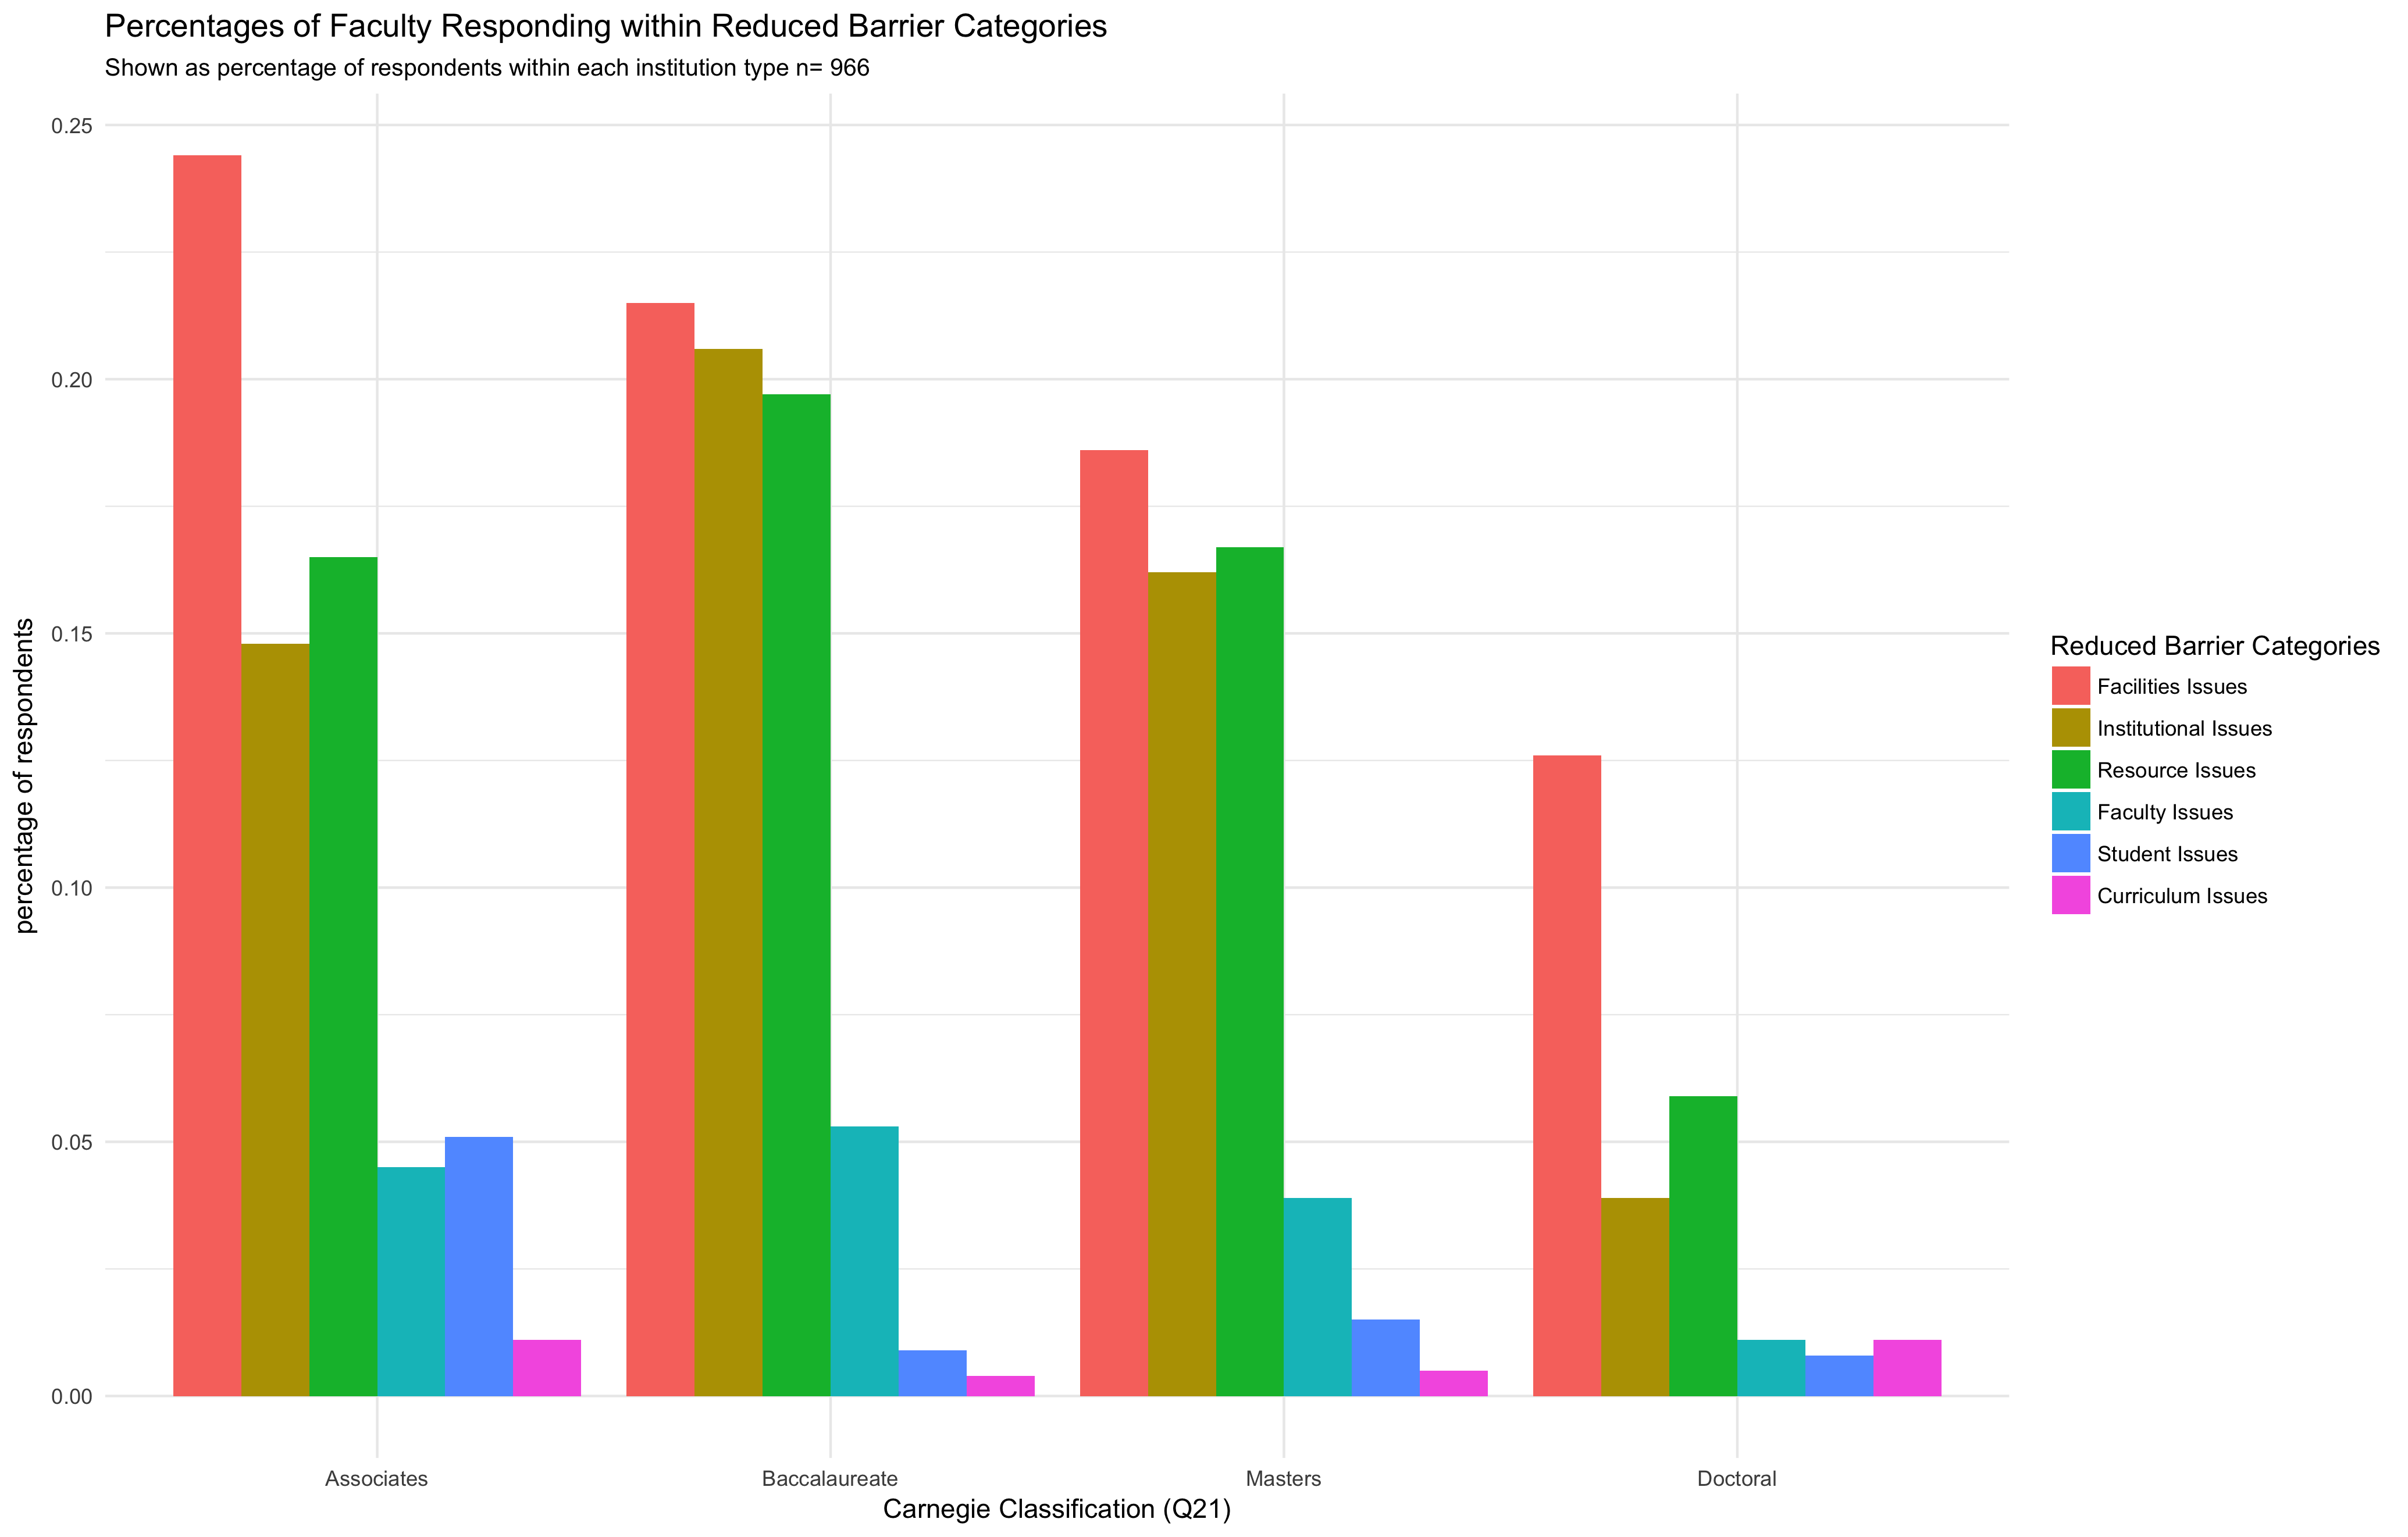 Percentages of Faculty Responding within Reduced Barrier Categories
Shown as percentage of respondents within each institution type n= 966
percentage of respondents
0.25
0.20
0.15
0.10
0.05
0.00
Associates
Baccalaureate
Masters
Doctoral
Carnegie Classification (Q21)
Reduced Barrier Categories
Facilities Issues
Institutional Issues
Resource Issues
Faculty Issues
Student Issues
Curriculum Issues